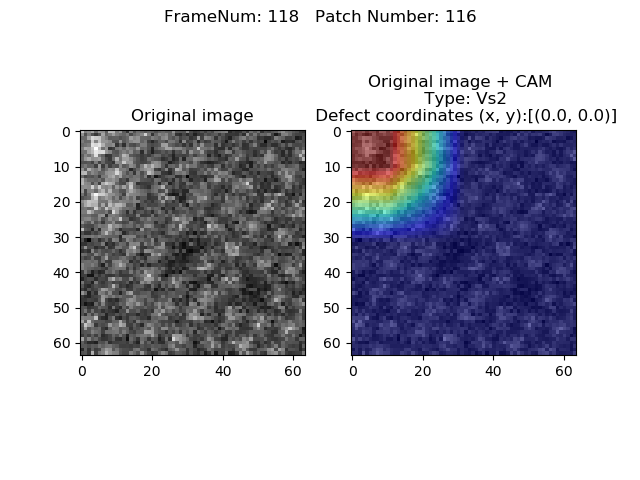 FrameNum: 118   Patch Number: 116
Original image
Original image + CAM
Type: Vs2
Defect coordinates (x, y):[(0.0, 0.0)]
0
10
20
30
40
50
60
0 20 40 60
0
10
20
30
40
50
60
0 20 40 60